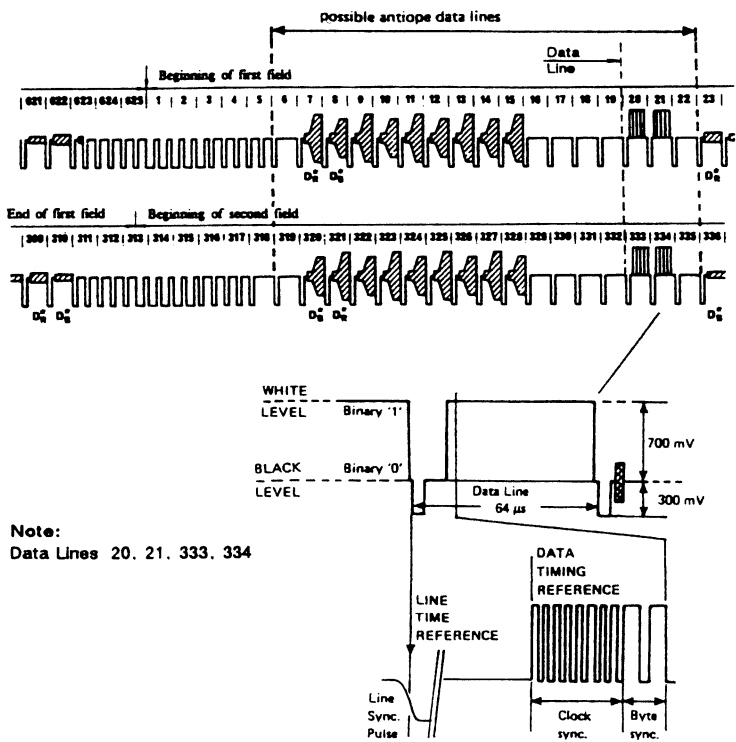 possible antiope data lines
Data
Line
Beginning of first field
621 | 622 | 623 | 624 | 625 | 1 | 2 | 3 | 4 | 5 | 6 | 7 | 8 | 9 | 10 | 11 | 12 | 13 | 14 | 15 | 16 | 17 | 18 | 19 | 20 | 21 | 22 | 23
D*R D*B D*R
End of first field Beginning of second field
309 | 310 | 311 | 312 | 313 | 314 | 315 | 316 | 317 | 318 | 319 | 320 | 321 | 322 | 323 | 324 | 325 | 326 | 327 | 328 | 329 | 330 | 331 | 332 | 333 | 334 | 335 | 336
D*R D*B D*B D*R D*B
WHITE
LEVEL Binary '1'
700 mV
BLACK Binary '0'
LEVEL
Data Line
64 µs
300 mV
Note:
Data Lines 20, 21, 333, 334
DATA
TIMING
REFERENCE
LINE
TIME
REFERENCE
Line
Sync.
Pulse
Clock
sync.
Byte
sync.